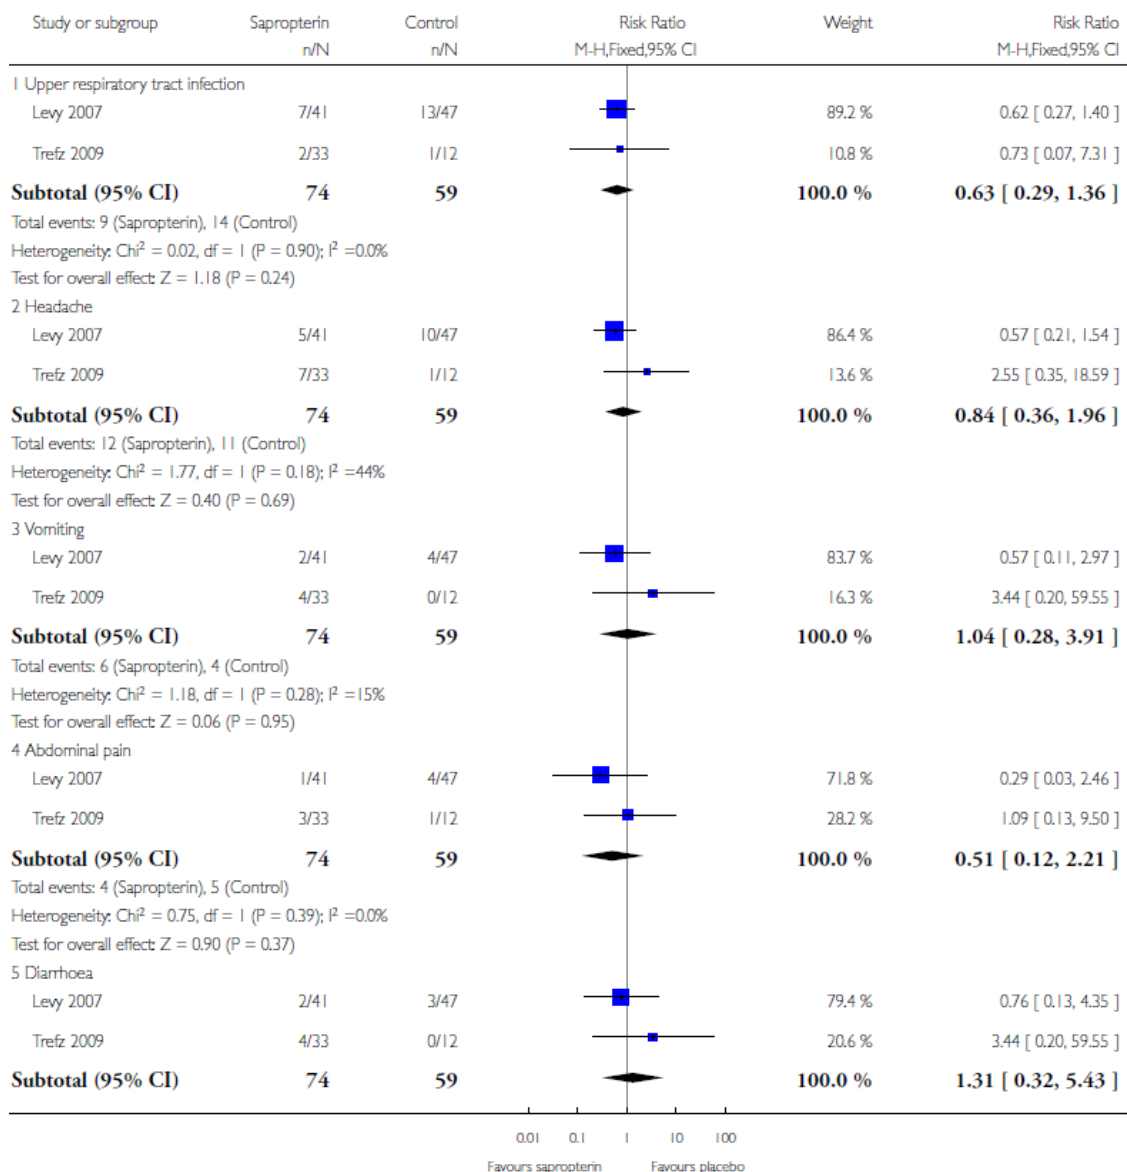 Study or subgroup Sapropterin Control Risk Ratio Weight Risk Ratio
n/N n/N M-H,Fixed,95% CI M-H,Fixed,95% CI
1 Upper respiratory tract infection
Levy 2007 7/41 13/47 89.2 % 0.62 [ 0.27, 1.40 ]
Trefz 2009 2/33 1/12 10.8 % 0.73 [ 0.07, 7.31 ]
Subtotal (95% CI) 74 59 100.0 % 0.63 [ 0.29, 1.36 ]
Total events: 9 (Sapropterin), 14 (Control)
Heterogeneity: Chi² = 0.02, df = 1 (P = 0.90); I² =0.0%
Test for overall effect: Z = 1.18 (P = 0.24)
2 Headache
Levy 2007 5/41 10/47 86.4 % 0.57 [ 0.21, 1.54 ]
Trefz 2009 7/33 1/12 13.6 % 2.55 [ 0.35, 18.59 ]
Subtotal (95% CI) 74 59 100.0 % 0.84 [ 0.36, 1.96 ]
Total events: 12 (Sapropterin), 11 (Control)
Heterogeneity: Chi² = 1.77, df = 1 (P = 0.18); I² =44%
Test for overall effect: Z = 0.40 (P = 0.69)
3 Vomiting
Levy 2007 2/41 4/47 83.7 % 0.57 [ 0.11, 2.97 ]
Trefz 2009 4/33 0/12 16.3 % 3.44 [ 0.20, 59.55 ]
Subtotal (95% CI) 74 59 100.0 % 1.04 [ 0.28, 3.91 ]
Total events: 6 (Sapropterin), 4 (Control)
Heterogeneity: Chi² = 1.18, df = 1 (P = 0.28); I² =15%
Test for overall effect: Z = 0.06 (P = 0.95)
4 Abdominal pain
Levy 2007 1/41 4/47 71.8 % 0.29 [ 0.03, 2.46 ]
Trefz 2009 3/33 1/12 28.2 % 1.09 [ 0.13, 9.50 ]
Subtotal (95% CI) 74 59 100.0 % 0.51 [ 0.12, 2.21 ]
Total events: 4 (Sapropterin), 5 (Control)
Heterogeneity: Chi² = 0.75, df = 1 (P = 0.39); I² =0.0%
Test for overall effect: Z = 0.90 (P = 0.37)
5 Diarrhoea
Levy 2007 2/41 3/47 79.4 % 0.76 [ 0.13, 4.35 ]
Trefz 2009 4/33 0/12 20.6 % 3.44 [ 0.20, 59.55 ]
Subtotal (95% CI) 74 59 100.0 % 1.31 [ 0.32, 5.43 ]
0.01 0.1 1 10 100
Favours sapropterin Favours placebo